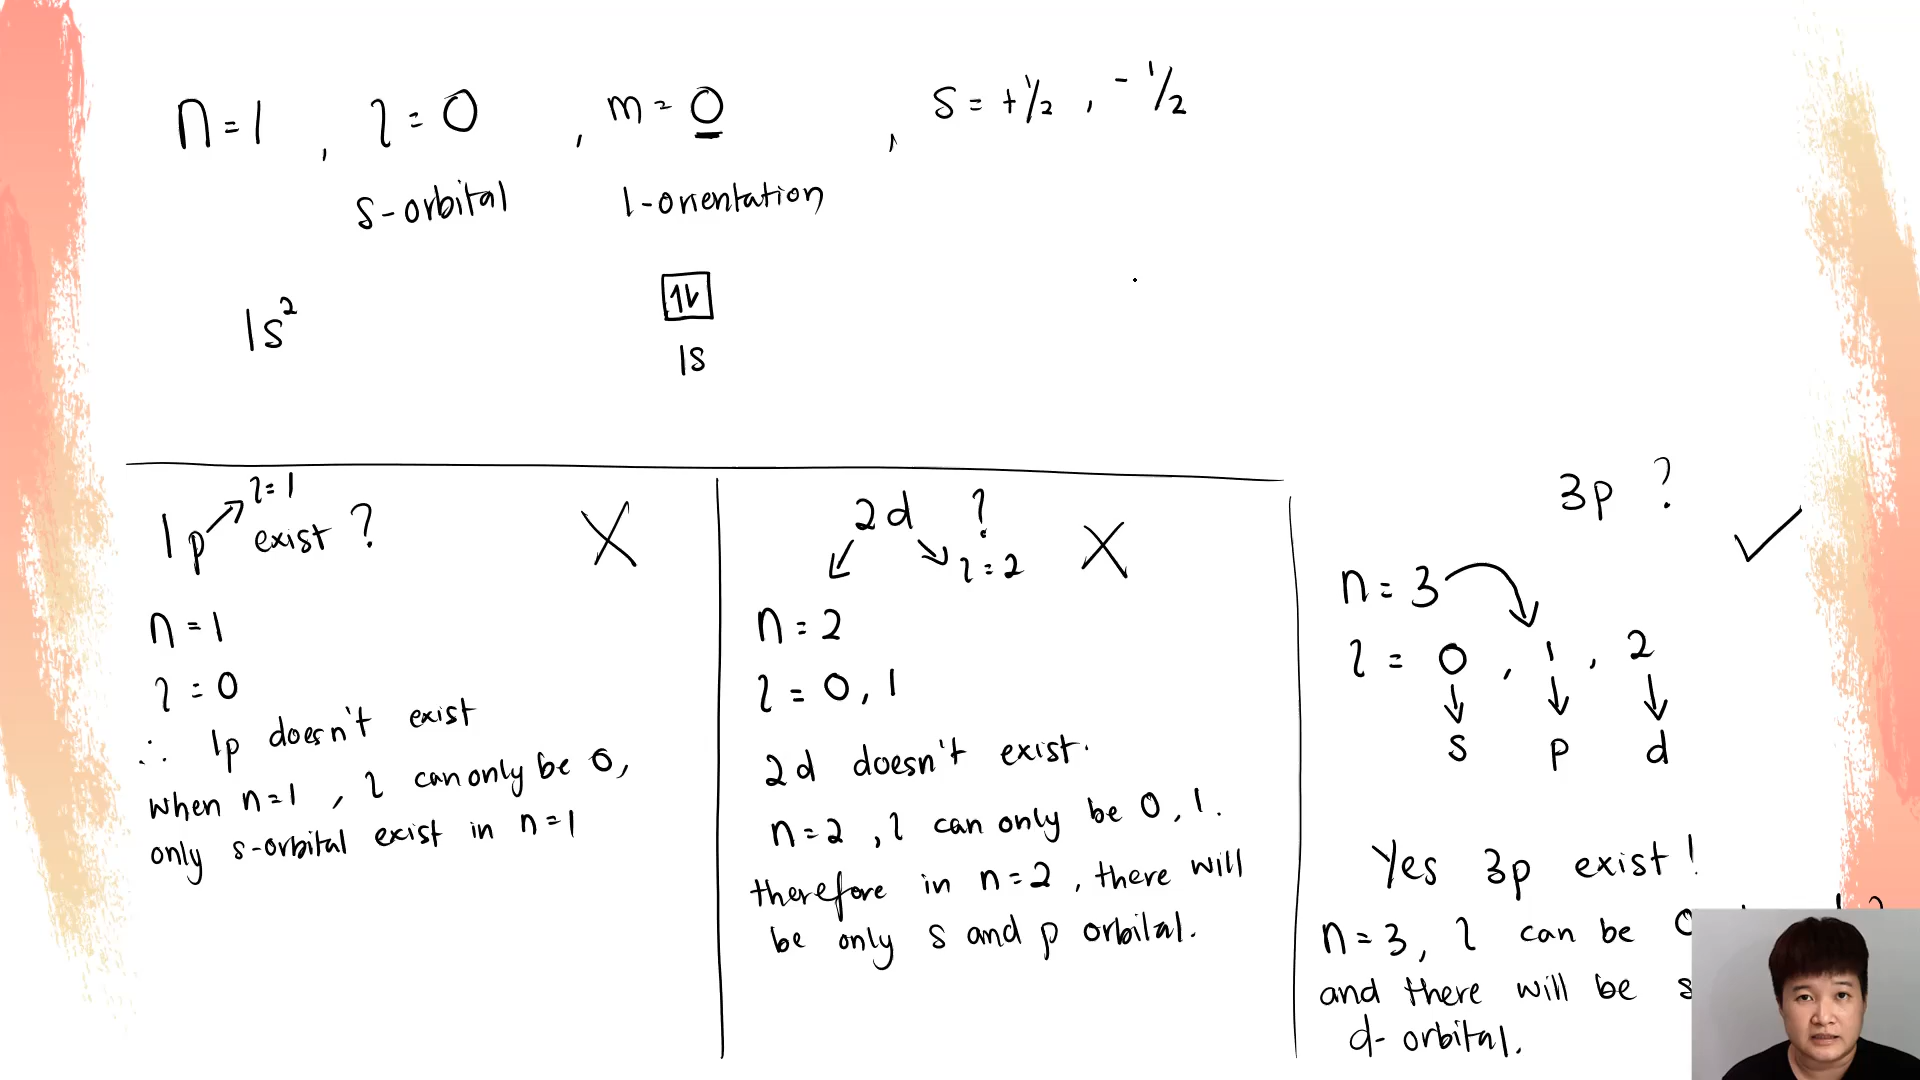 n=1 , l=0 , m=0 , s=+1/2 , -1/2
s-orbital 1-orientation
1s² 1↓
1s
1p l=1
exist ?
n=1
l=0
∴ 1p doesn't exist
when n=1 , l can only be 0,
only s-orbital exist in n=1
2d ?
l=2
n=2
l=0,1
2d doesn't exist.
n=2 , l can only be 0, 1.
therefore in n=2 , there will
be only s and p orbital.
3p ?
n=3
l = 0 , 1 , 2
s p d
Yes 3p exist!
n=3, l can be
and there will be s
d-orbital.